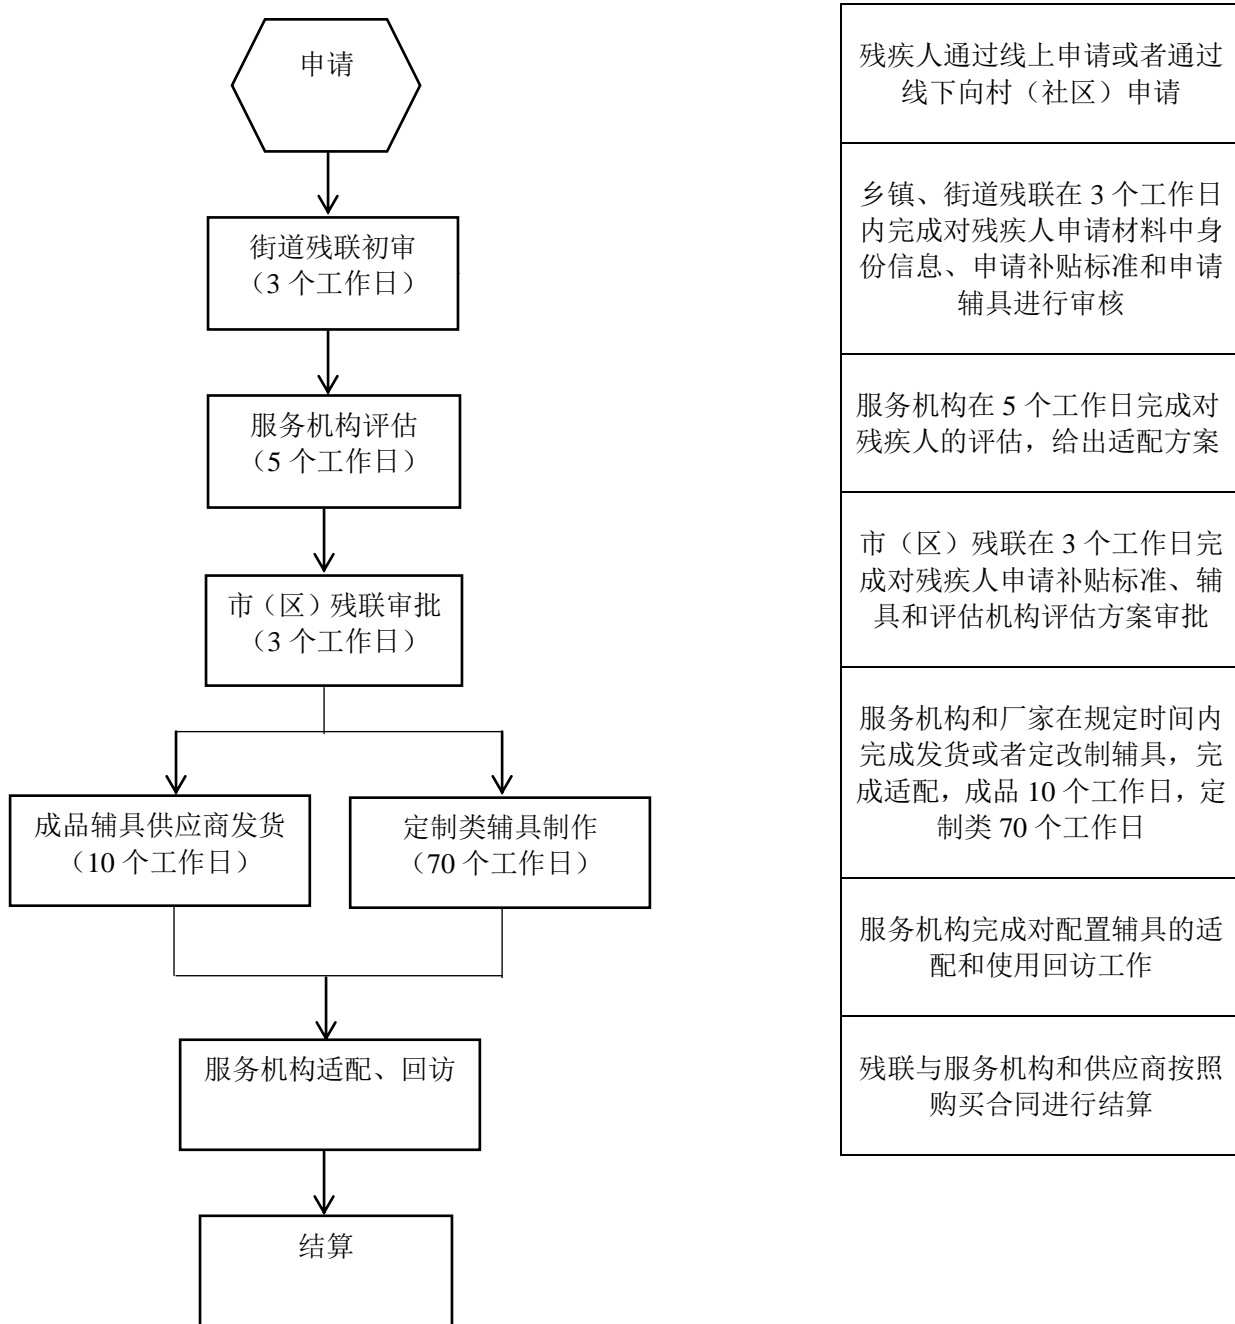 申请
街道残联初审
（3 个工作日）
服务机构评估
（5 个工作日）
市（区）残联审批
（3 个工作日）
成品辅具供应商发货
（10 个工作日）
定制类辅具制作
（70 个工作日）
服务机构适配、回访
结算
残疾人通过线上申请或者通过
线下向村（社区）申请
乡镇、街道残联在 3 个工作日
内完成对残疾人申请材料中身
份信息、申请补贴标准和申请
辅具进行审核
服务机构在 5 个工作日完成对
残疾人的评估，给出适配方案
市（区）残联在 3 个工作日完
成对残疾人申请补贴标准、辅
具和评估机构评估方案审批
服务机构和厂家在规定时间内
完成发货或者定改制辅具，完
成适配，成品 10 个工作日，定
制类 70 个工作日
服务机构完成对配置辅具的适
配和使用回访工作
残联与服务机构和供应商按照
购买合同进行结算